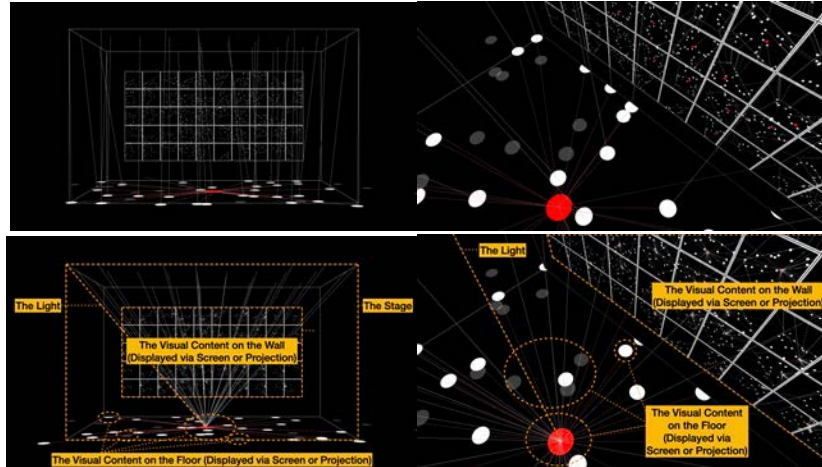 The Light
The Stage
The Visual Content on the Wall
(Displayed via Screen or Projection)
The Visual Content on the Floor (Displayed via Screen or Projection)
The Light
The Visual Content on the Wall
(Displayed via Screen or Projection)
The Visual Content
on the Floor
(Displayed via
Screen or
Projection)